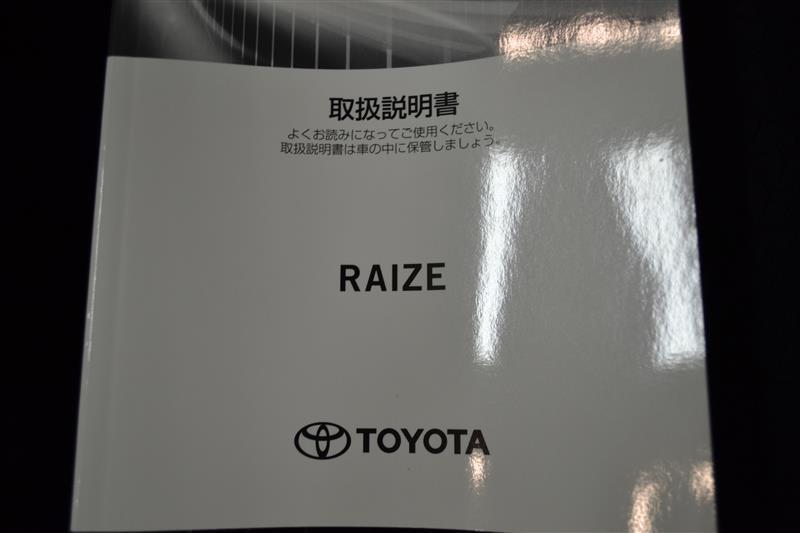 取扱説明書
よくお読みになってご使用ください。
取扱説明書は車の中に保管しましょう。
RAIZE
TOYOTA